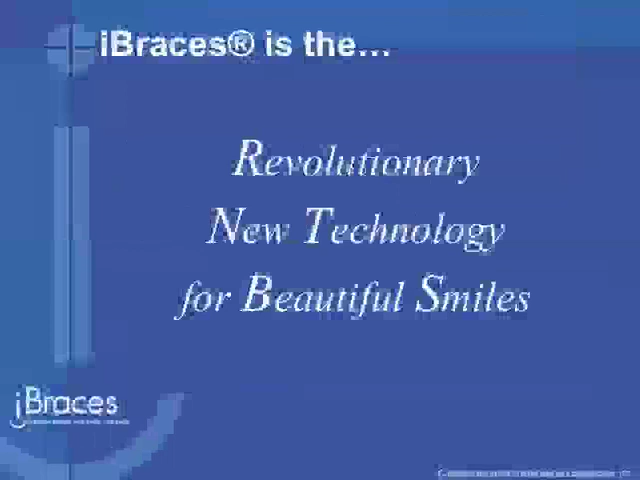 iBraces® is the...
Revolutionary
New Technology
for Beautiful Smiles
iBraces